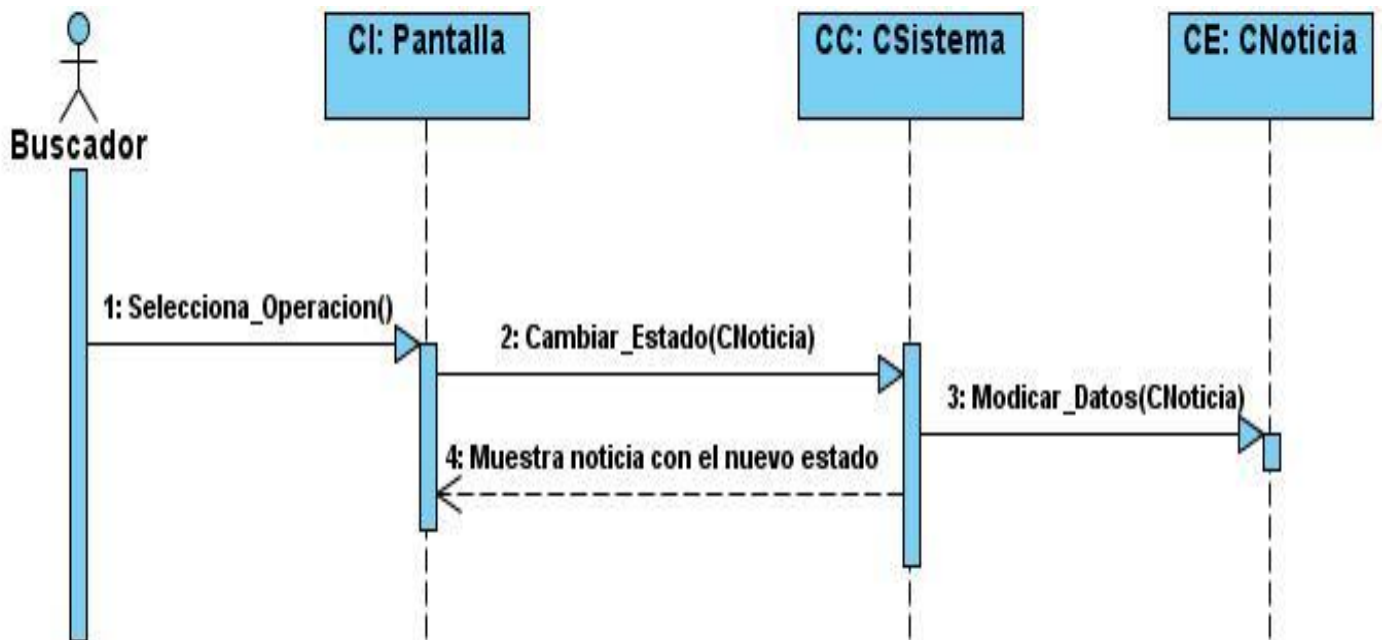 CI: Pantalla
CC: CSistema
CE: CNoticia
Buscador
1: Selecciona_Operacion()
2: Cambiar_Estado(CNoticia)
3: Modicar_Datos(CNoticia)
4: Muestra noticia con el nuevo estado